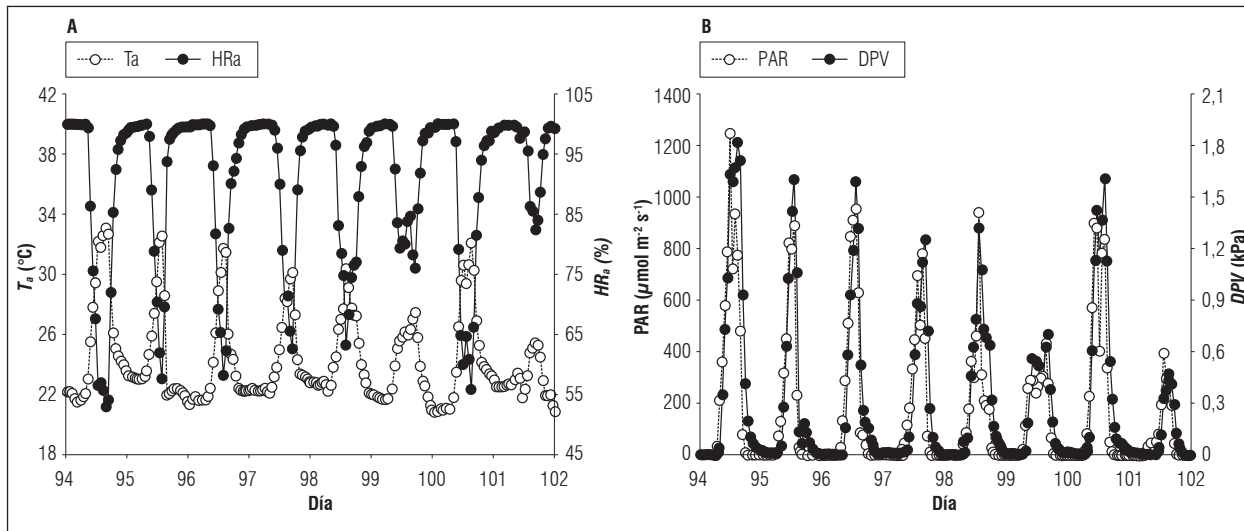 A
Ta HRa
42 105
38 95
34 85
30 75
26 65
22 55
18 45
Tₐ (°C)
HRₐ (%)
94 95 96 97 98 99 100 101 102
Día
B
PAR DPV
1400 2,1
1200 1,8
1000 1,5
800 1,2
600 0,9
400 0,6
200 0,3
0 0
PAR (µmol m⁻² s⁻¹)
DPV (kPa)
94 95 96 97 98 99 100 101 102
Día